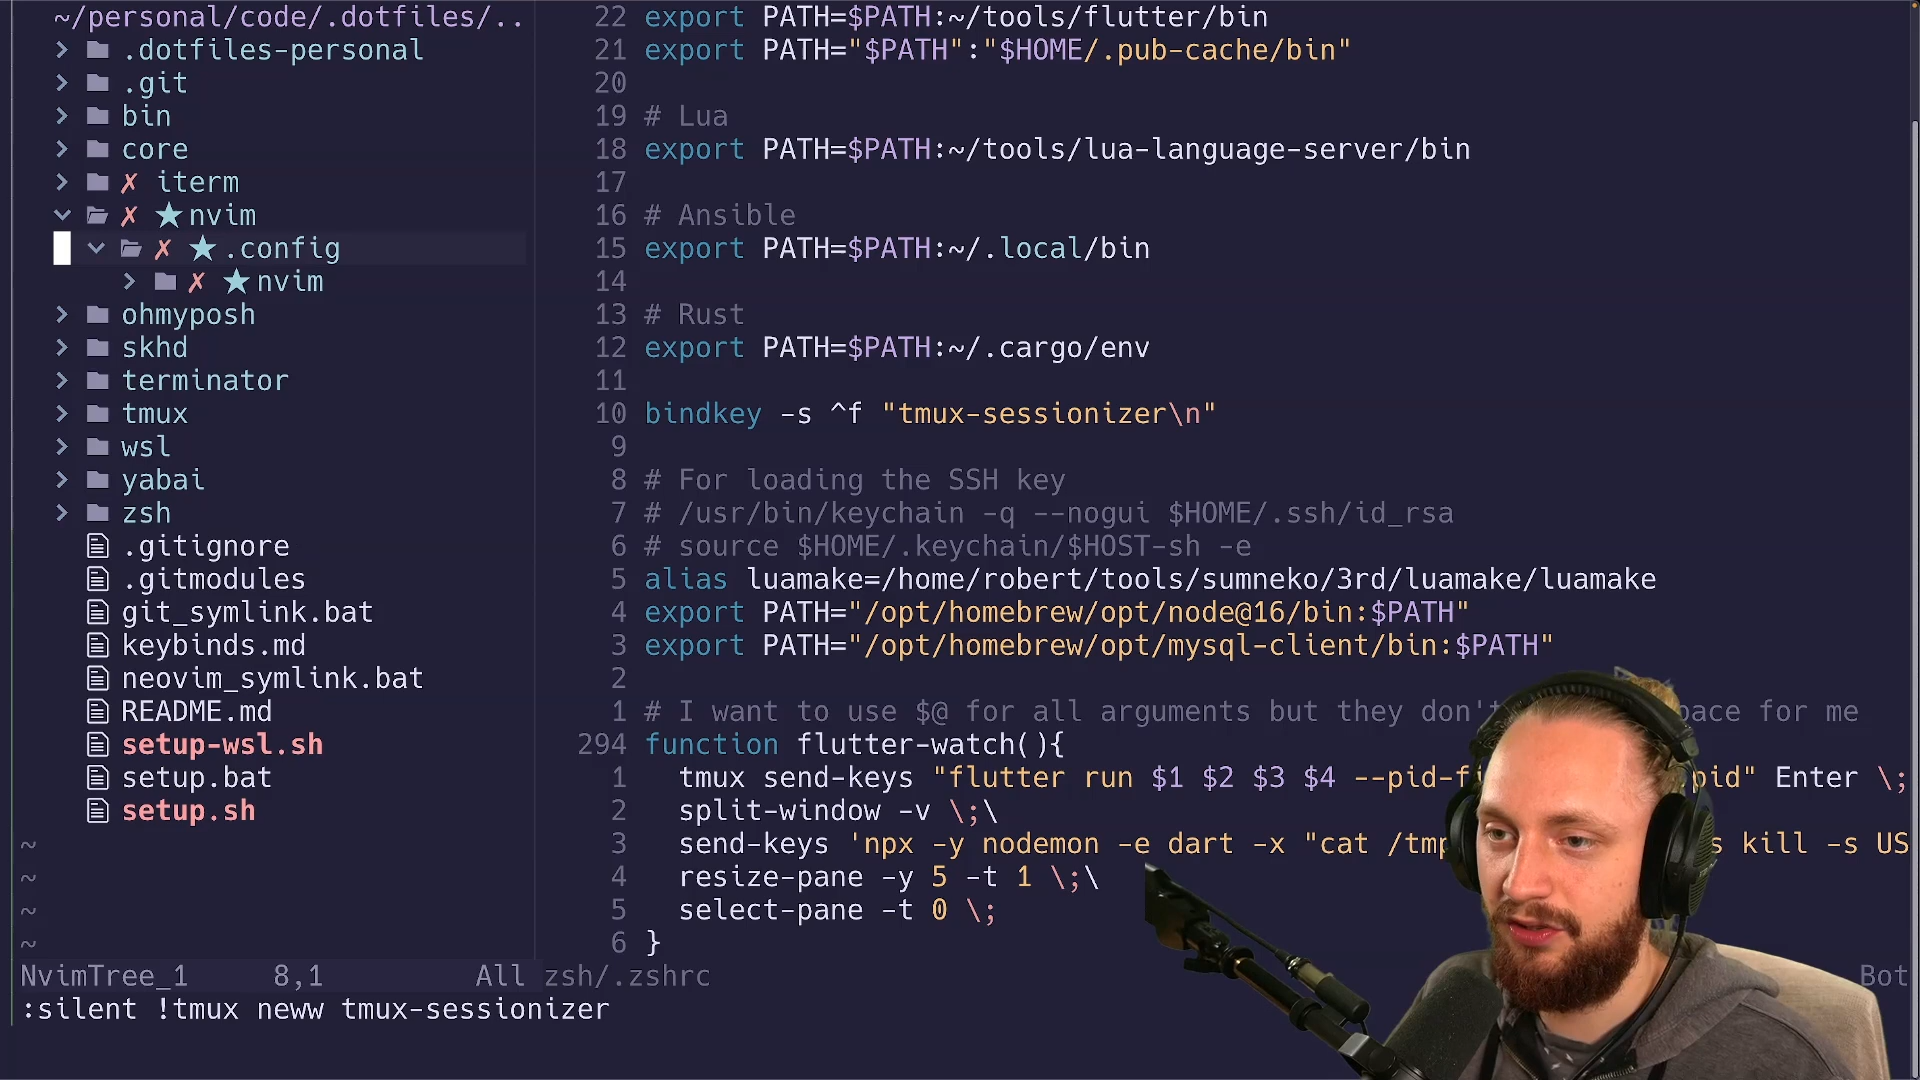 ~/personal/code/.dotfiles/..
.dotfiles-personal
.git
bin
core
✗ iterm
✗ ★nvim
✗ ★.config
✗ ★nvim
ohmyposh
skhd
terminator
tmux
wsl
yabai
zsh
.gitignore
.gitmodules
git_symlink.bat
keybinds.md
neovim_symlink.bat
README.md
setup-wsl.sh
setup.bat
setup.sh
~
~
~
~
NvimTree_1 8,1 All
22 export PATH=$PATH:~/tools/flutter/bin
21 export PATH="$PATH":"$HOME/.pub-cache/bin"
20
19 # Lua
18 export PATH=$PATH:~/tools/lua-language-server/bin
17
16 # Ansible
15 export PATH=$PATH:~/.local/bin
14
13 # Rust
12 export PATH=$PATH:~/.cargo/env
11
10 bindkey -s ^f "tmux-sessionizer\n"
9
8 # For loading the SSH key
7 # /usr/bin/keychain -q --nogui $HOME/.ssh/id_rsa
6 # source $HOME/.keychain/$HOST-sh -e
5 alias luamake=/home/robert/tools/sumneko/3rd/luamake/luamake
4 export PATH="/opt/homebrew/opt/node@16/bin:$PATH"
3 export PATH="/opt/homebrew/opt/mysql-client/bin:$PATH"
2
1 # I want to use $@ for all arguments but they don't for me
294 function flutter-watch(){
1 tmux send-keys "flutter run $1 $2 $3 $4 pid" Enter \;
2 split-window -v \;\
3 send-keys 'npx -y nodemon -e dart -x "cat kill -s
4 resize-pane -y 5 -t 1 \;\
5 select-pane -t 0 \;
6 }
zsh/.zshrc Bot
:silent !tmux neww tmux-sessionizer